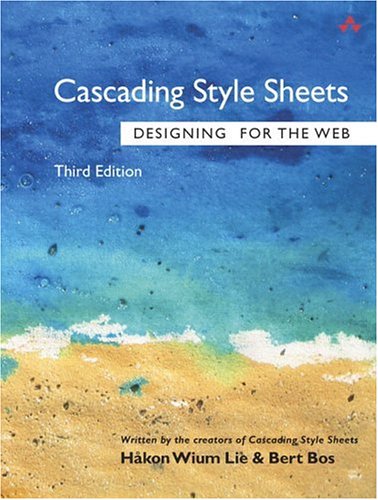 Cascading Style Sheets
DESIGNING FOR THE WEB
Third Edition
Written by the creators of Cascading Style Sheets
Håkon Wium Lie & Bert Bos